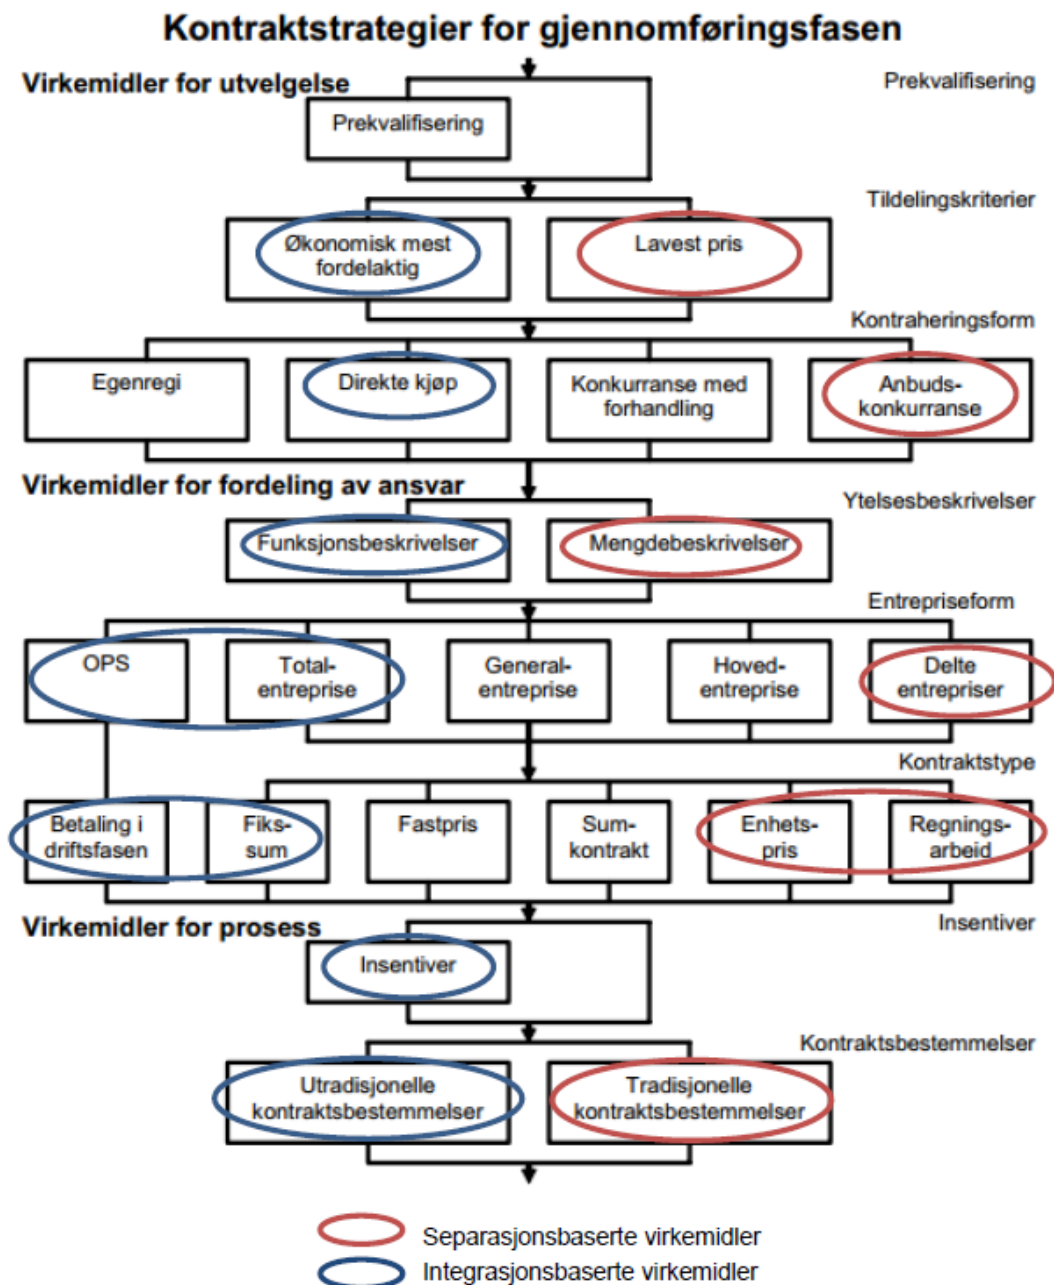 Kontraktstrategier for gjennomføringsfasen
Virkemidler for utvelgelse
Prekvalifisering
Prekvalifisering
Tildelingskriterier
Økonomisk mest
fordelaktig
Lavest pris
Kontraheringsform
Egenregi
Direkte kjøp
Konkurranse med
forhandling
Anbuds-
konkurranse
Virkemidler for fordeling av ansvar
Ytelsesbeskrivelser
Funksjonsbeskrivelser
Mengdebeskrivelser
Entrepriseform
OPS
Total-
entreprise
General-
entreprise
Hoved-
entreprise
Delte
entrepriser
Kontraktstype
Betaling i
driftsfasen
Fiks-
sum
Fastpris
Sum-
kontrakt
Enhets-
pris
Regnings-
arbeid
Virkemidler for prosess
Insentiver
Insentiver
Kontraktsbestemmelser
Utradisjonelle
kontraktsbestemmelser
Tradisjonelle
kontraktsbestemmelser
Separasjonsbaserte virkemidler
Integrasjonsbaserte virkemidler